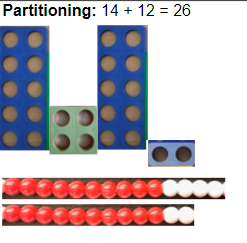 Partitioning: 14 + 12 = 26